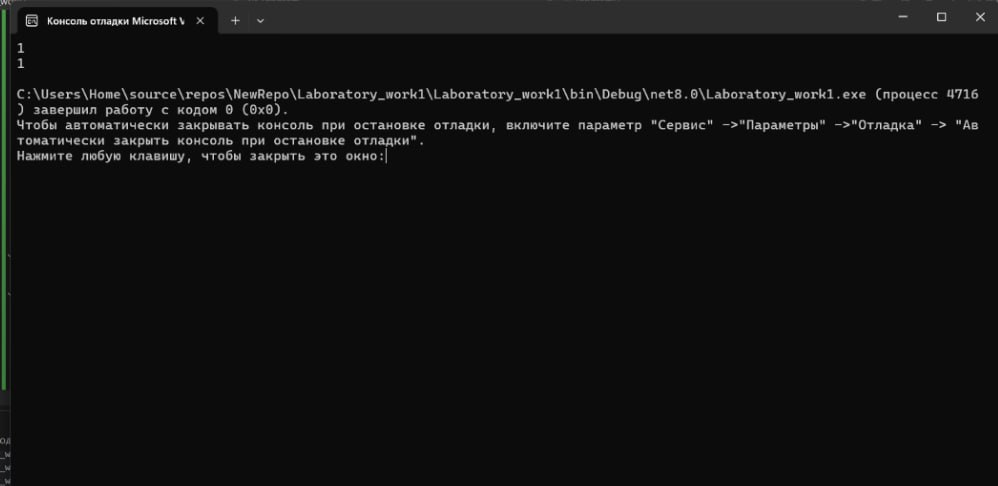 Консоль отладки Microsoft V
1
1
C:\Users\Home\source\repos\NewRepo\Laboratory_work1\Laboratory_work1\bin\Debug\net8.0\Laboratory_work1.exe (процесс 4716
) завершил работу с кодом 0 (0x0).
Чтобы автоматически закрывать консоль при остановке отладки, включите параметр "Сервис" ->"Параметры" ->"Отладка" -> "Ав
томатически закрыть консоль при остановке отладки".
Нажмите любую клавишу, чтобы закрыть это окно: